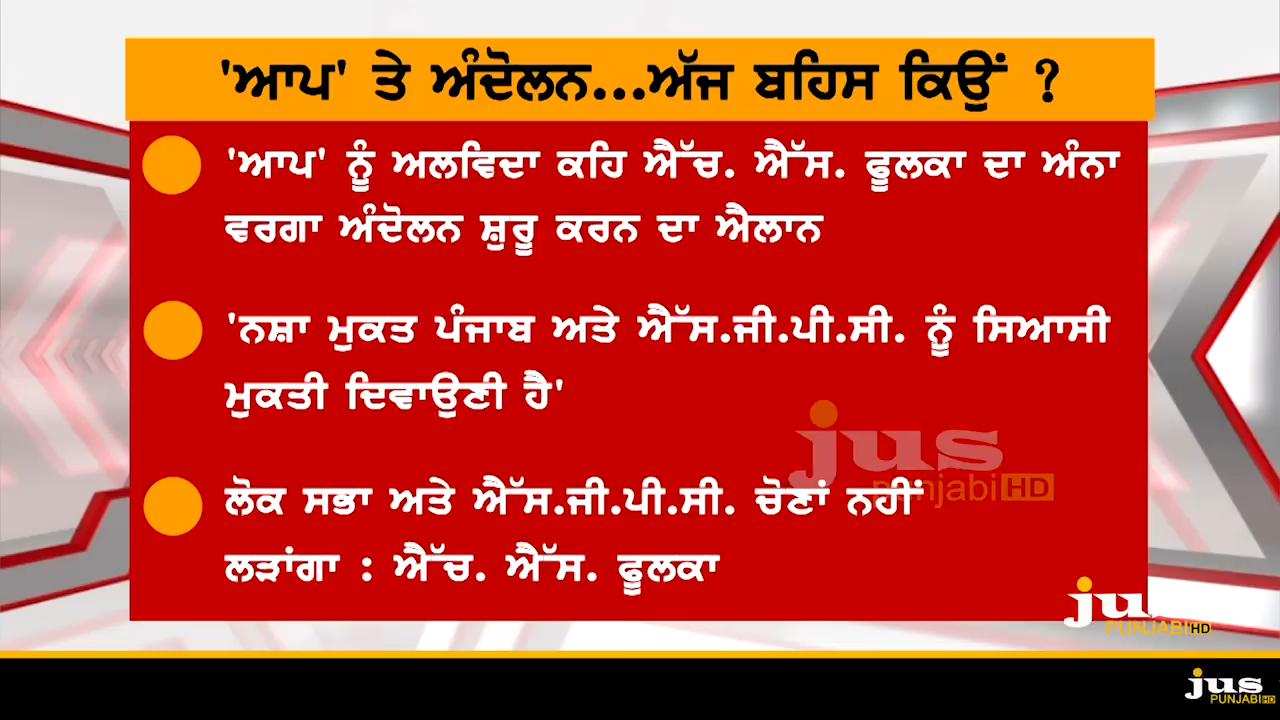 'ਆਪ' ਤੇ ਅੰਦੋਲਨ...ਅੱਜ ਬਹਿਸ ਕਿਉਂ ?
'ਆਪ' ਨੂੰ ਅਲਵਿਦਾ ਕਹਿ ਐੱਚ. ਐੱਸ. ਫੂਲਕਾ ਦਾ ਅੰਨਾ
ਵਰਗਾ ਅੰਦੋਲਨ ਸ਼ੁਰੂ ਕਰਨ ਦਾ ਐਲਾਨ
'ਨਸ਼ਾ ਮੁਕਤ ਪੰਜਾਬ ਅਤੇ ਐੱਸ.ਜੀ.ਪੀ.ਸੀ. ਨੂੰ ਸਿਆਸੀ
ਮੁਕਤੀ ਦਿਵਾਉਣੀ ਹੈ'
jus
punjabi HD
ਲੋਕ ਸਭਾ ਅਤੇ ਐੱਸ.ਜੀ.ਪੀ.ਸੀ. ਚੋਣਾਂ ਨਹੀਂ
ਲੜਾਂਗਾ : ਐੱਚ. ਐੱਸ. ਫੂਲਕਾ
jus
PUNJABI HD
jus
PUNJABI HD